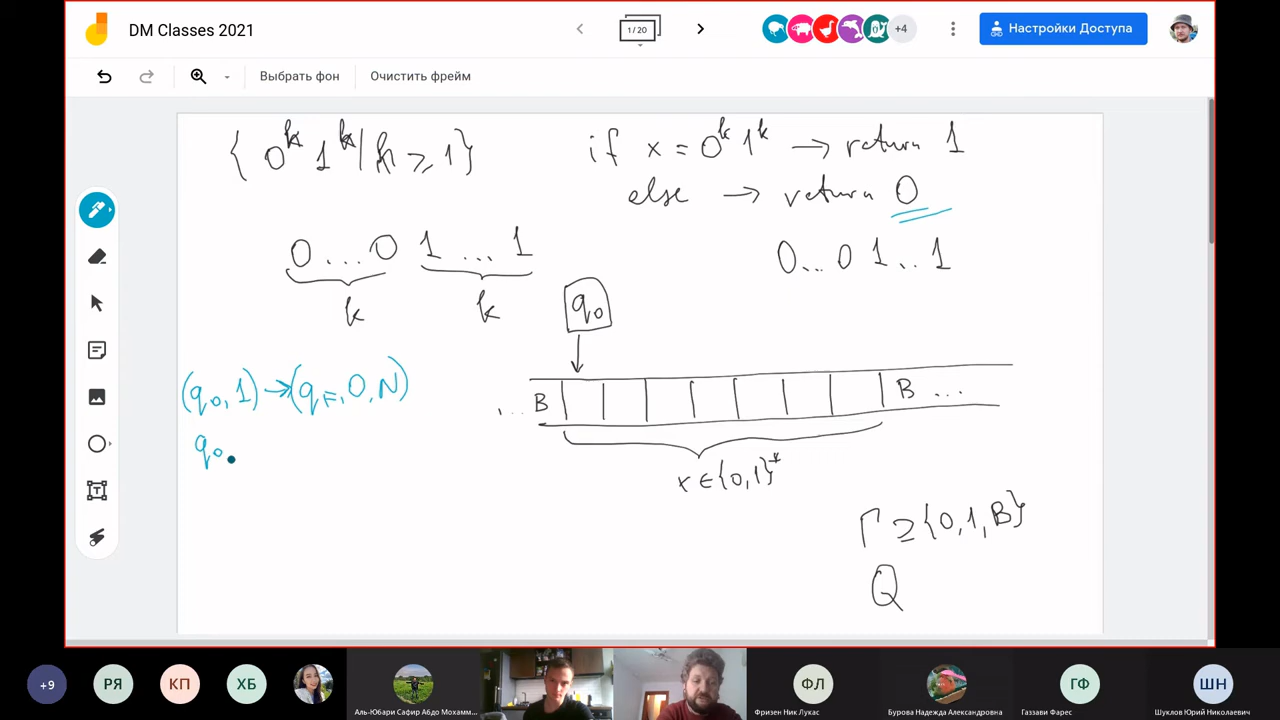 DM Classes 2021
1 / 20
+4
Настройки Доступа
Выбрать фон
Очистить фрейм
{ 0^k 1^k | k ⩾ 1 }
if x = 0^k 1^k → return 1
else → return 0
0 ... 0 1 ... 1
k k
0 ... 0 1 ... 1
q₀
(q₀, 1) → (q_F, 0, N)
q₀
... B B ...
x ∈ {0,1}*
Γ ⊇ {0, 1, B}
Q
+9
РЯ
КП
ХБ
Аль-Юбари Сафир Абдо Мохамм...
ФЛ
Фризен Ник Лукас
Бурова Надежда Александровна
ГФ
Газзави Фарес
ШН
Шуклов Юрий Николаевич